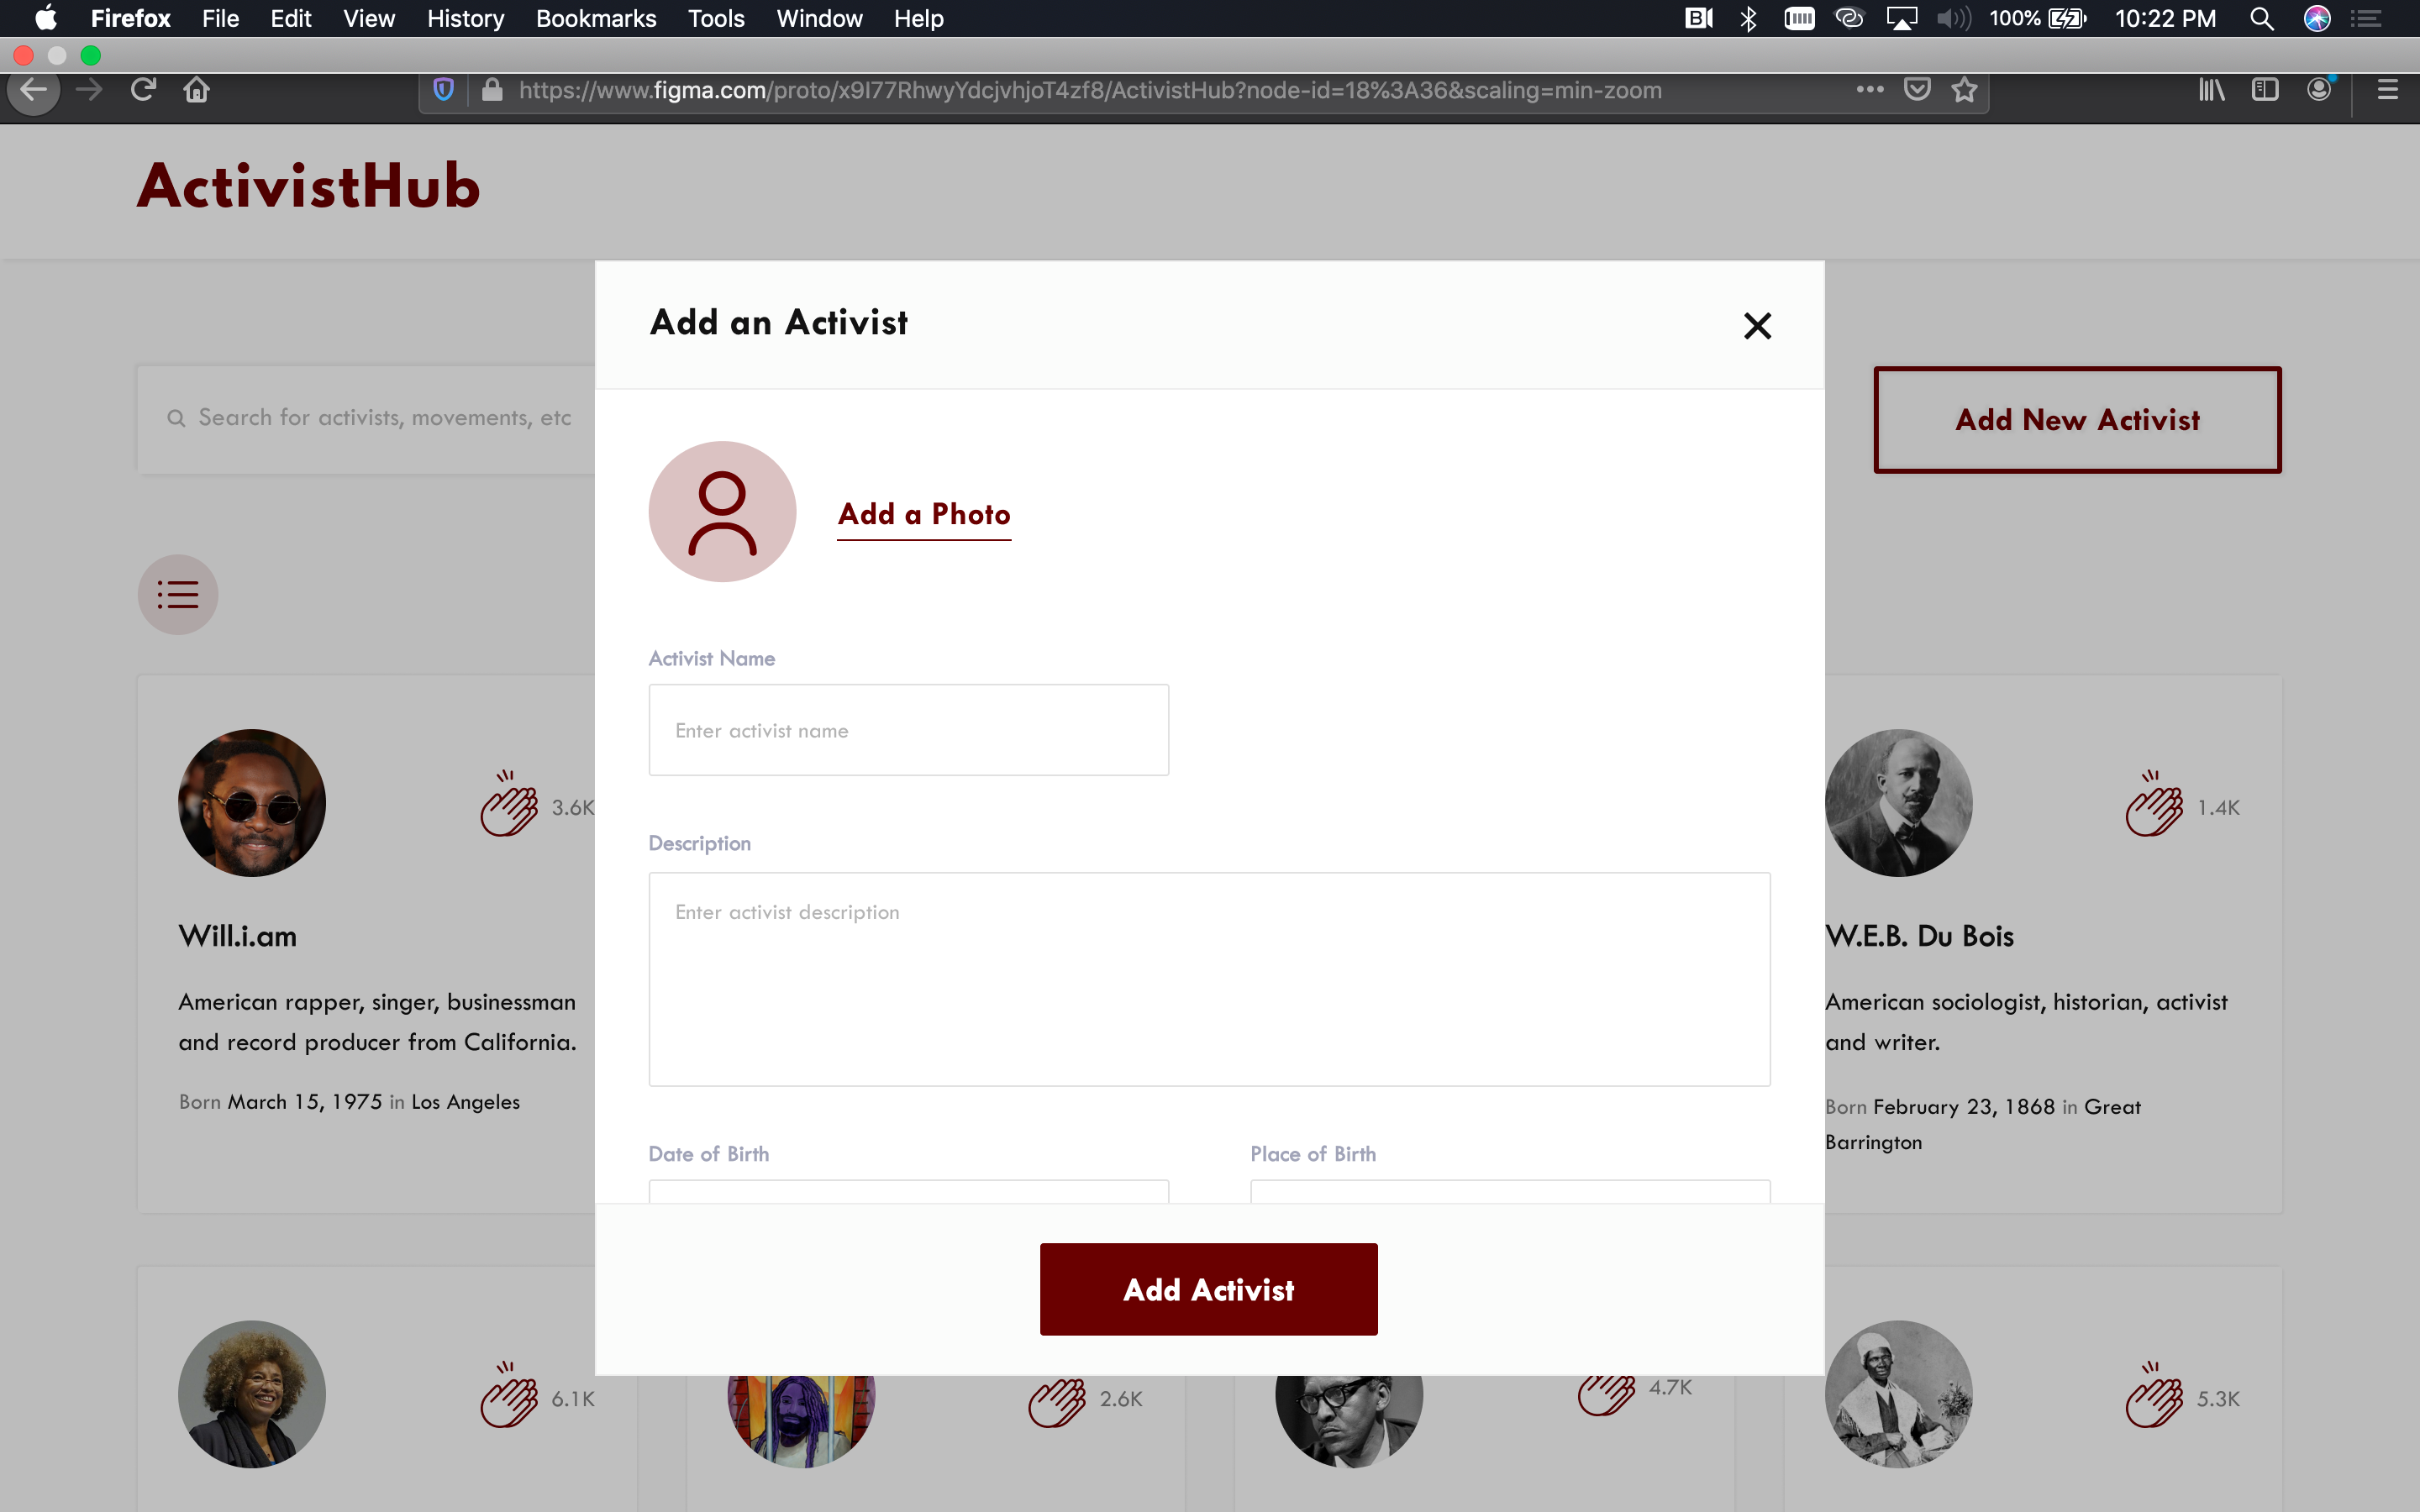 Firefox File Edit View History Bookmarks Tools Window Help 100% 10:22 PM
https://www.figma.com/proto/x9I77RhwyYdcjvhjoT4zf8/ActivistHub?node-id=18%3A36&scaling=min-zoom
ActivistHub
Add an Activist
Search for activists, movements, etc
Add New Activist
Add a Photo
Activist Name
Enter activist name
Description
Enter activist description
Date of Birth
Place of Birth
Add Activist
3.6K
Will.i.am
American rapper, singer, businessman
and record producer from California.
Born March 15, 1975 in Los Angeles
1.4K
W.E.B. Du Bois
American sociologist, historian, activist
and writer.
Born February 23, 1868 in Great
Barrington
6.1K
2.6K
4.7K
5.3K